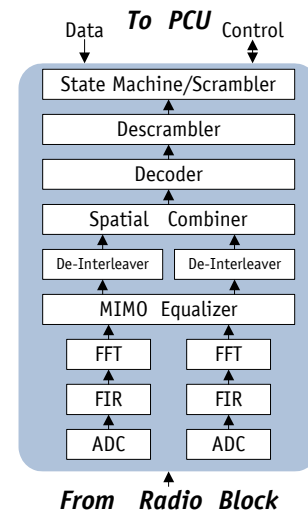 To PCU
Data Control
State Machine/Scrambler
Descrambler
Decoder
Spatial Combiner
De-Interleaver De-Interleaver
MIMO Equalizer
FFT FFT
FIR FIR
ADC ADC
From Radio Block